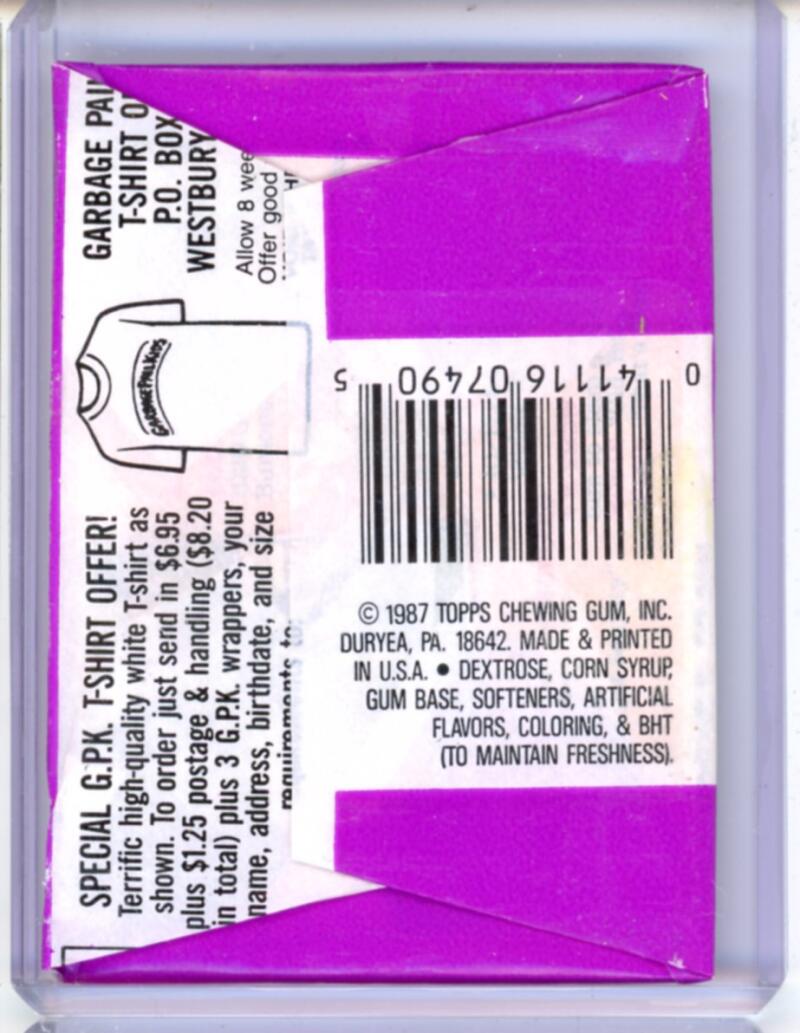 GARBAGE PAI
T-SHIRT O
P.O. BOX
WESTBURY
Allow 8 wee
Offer good
GARBAGE PAIL KIDS
SPECIAL G.P.K. T-SHIRT OFFER!
Terrific high-quality white T-shirt as
shown. To order just send in $6.95
plus $1.25 postage & handling ($8.20
in total) plus 3 G.P.K. wrappers, your
name, address, birthdate, and size
requirements to:
0 41116 07490 5
© 1987 TOPPS CHEWING GUM, INC.
DURYEA, PA. 18642. MADE & PRINTED
IN U.S.A. • DEXTROSE, CORN SYRUP,
GUM BASE, SOFTENERS, ARTIFICIAL
FLAVORS, COLORING, & BHT
(TO MAINTAIN FRESHNESS).